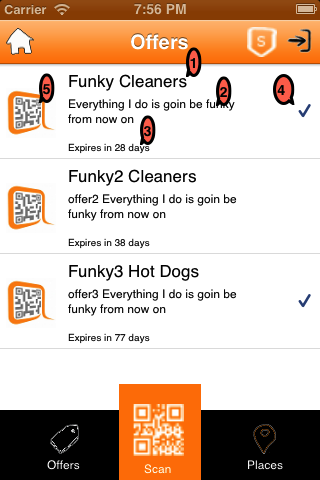 Carrier 7:56 PM
Offers
S
1
Funky Cleaners
5
2
4
Everything I do is goin be funky
from now on
3
Expires in 28 days
Funky2 Cleaners
offer2 Everything I do is goin be
funky from now on
Expires in 38 days
Funky3 Hot Dogs
offer3 Everything I do is goin be
funky from now on
Expires in 77 days
Offers
Scan
Places